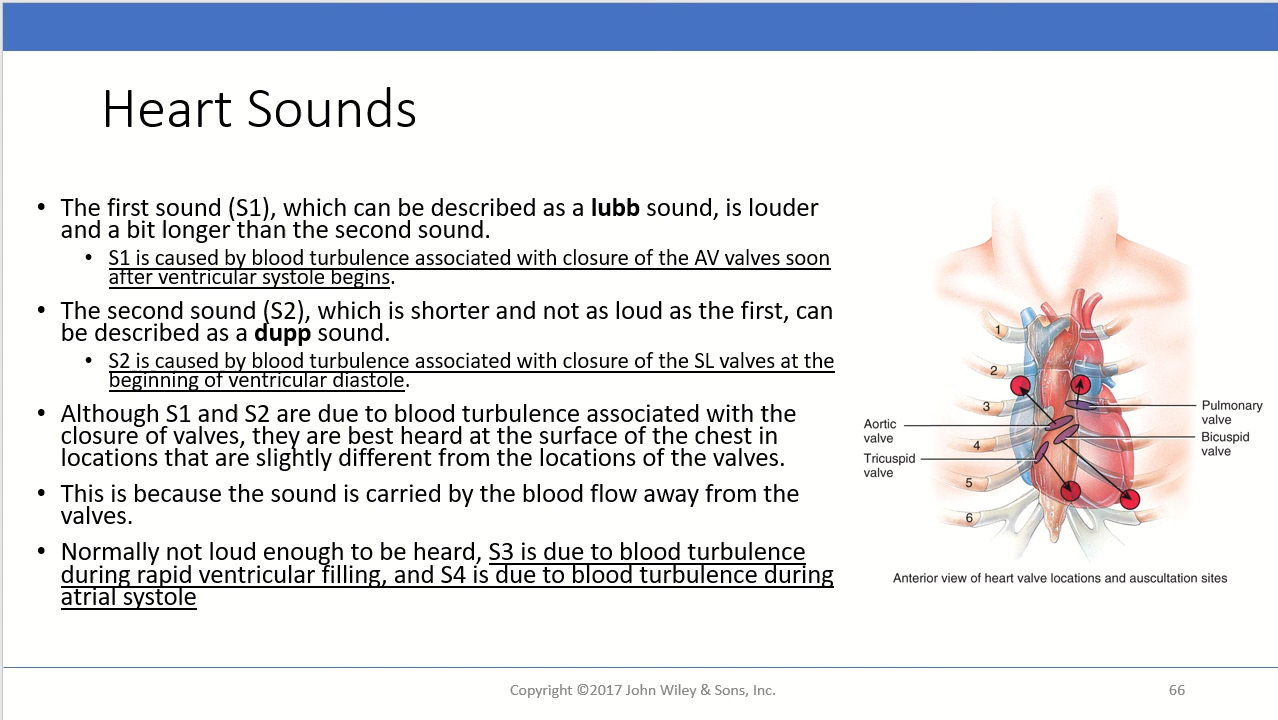 Heart Sounds
• The first sound (S1), which can be described as a lubb sound, is louder
and a bit longer than the second sound.
• S1 is caused by blood turbulence associated with closure of the AV valves soon
after ventricular systole begins.
• The second sound (S2), which is shorter and not as loud as the first, can
be described as a dupp sound.
• S2 is caused by blood turbulence associated with closure of the SL valves at the
beginning of ventricular diastole.
• Although S1 and S2 are due to blood turbulence associated with the
closure of valves, they are best heard at the surface of the chest in
locations that are slightly different from the locations of the valves.
• This is because the sound is carried by the blood flow away from the
valves.
• Normally not loud enough to be heard, S3 is due to blood turbulence
during rapid ventricular filling, and S4 is due to blood turbulence during
atrial systole
1
2
3
4
5
6
Aortic
valve
Tricuspid
valve
Pulmonary
valve
Bicuspid
valve
Anterior view of heart valve locations and auscultation sites
Copyright ©2017 John Wiley & Sons, Inc.
66